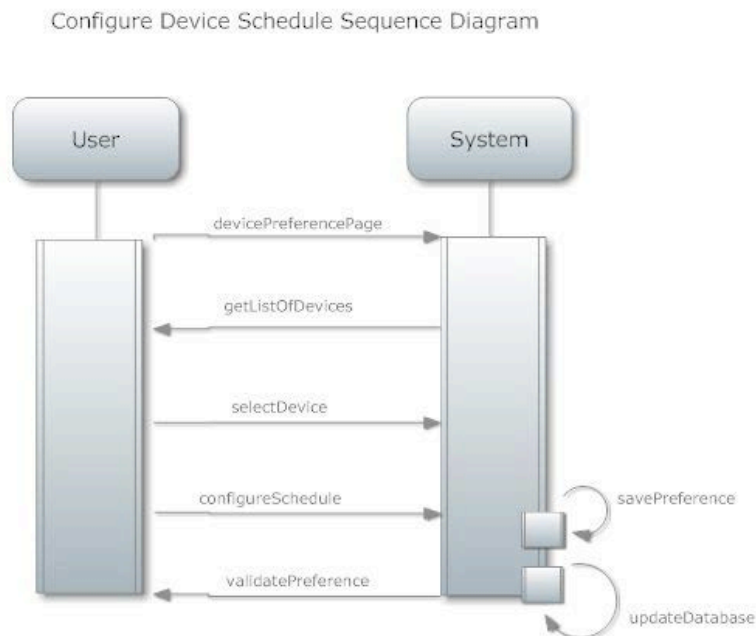 Configure Device Schedule Sequence Diagram
User
System
devicePreferencePage
getListOfDevices
selectDevice
configureSchedule
savePreference
validatePreference
updateDatabase